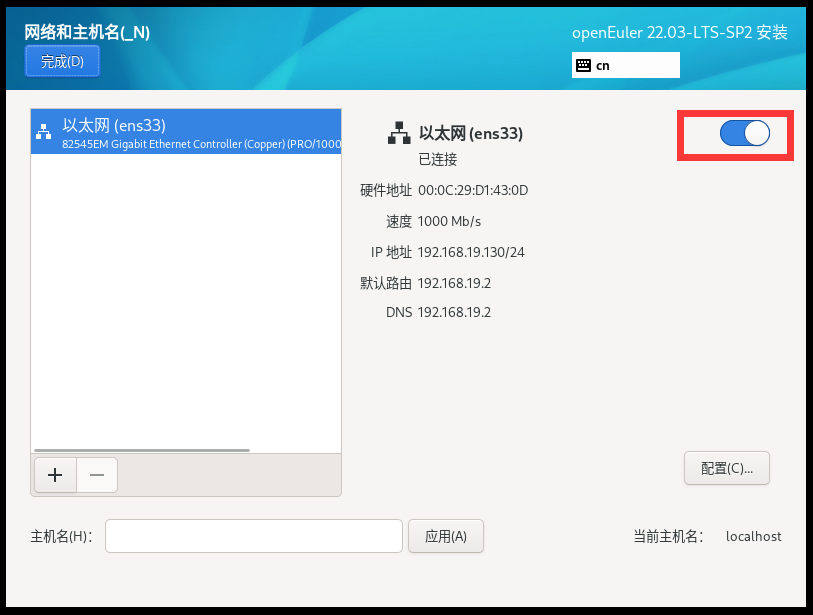 网络和主机名(_N)
openEuler 22.03-LTS-SP2 安装
完成(D)
cn
以太网 (ens33)
82545EM Gigabit Ethernet Controller (Copper) (PRO/1000
以太网 (ens33)
已连接
硬件地址 00:0C:29:D1:43:0D
速度 1000 Mb/s
IP 地址 192.168.19.130/24
默认路由 192.168.19.2
DNS 192.168.19.2
配置(C)...
主机名(H)：
应用(A)
当前主机名： localhost